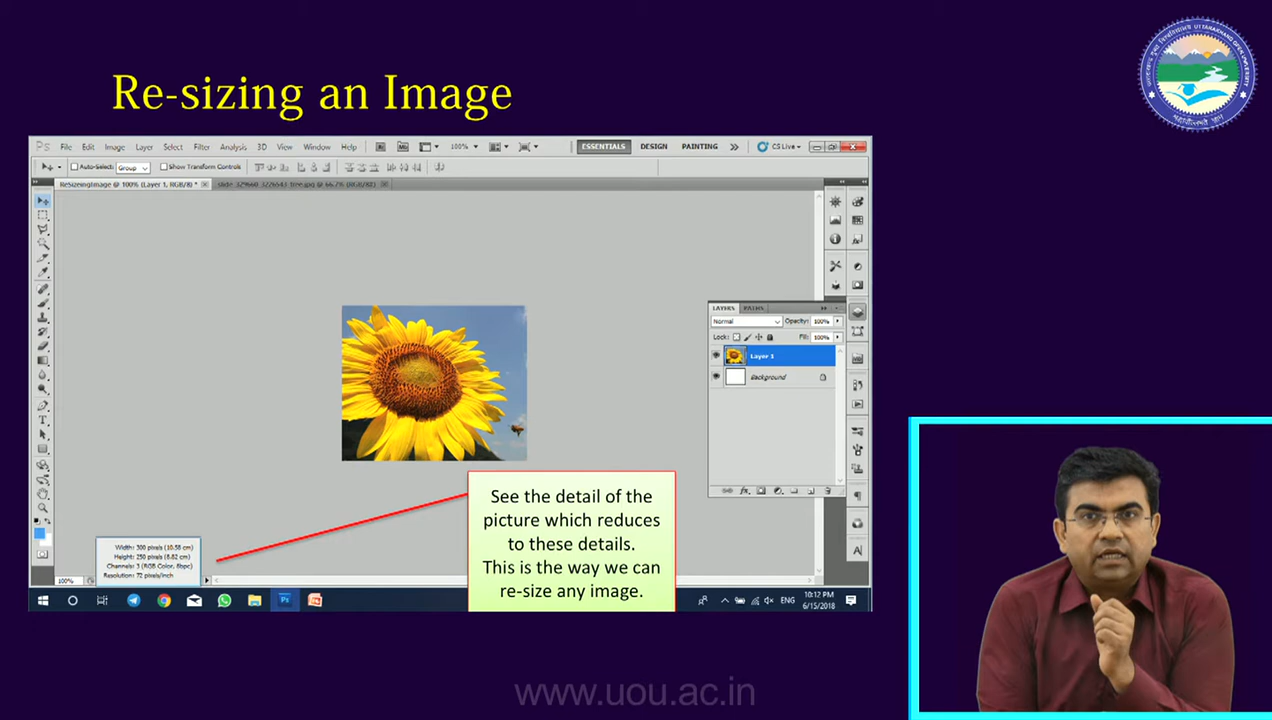 Re-sizing an Image
Ps File Edit Image Layer Select Filter Analysis 3D View Window Help 100% ESSENTIALS DESIGN PAINTING CS Live
Auto-Select: Group Show Transform Controls
ReSizeingImage @ 100% (Layer 1, RGB/8) *
LAYERS PATHS
Normal Opacity: 100%
Lock: Fill: 100%
Layer 1
Background
See the detail of the
picture which reduces
to these details.
This is the way we can
re-size any image.
Width: 300 pixels (10.58 cm)
Height: 250 pixels (8.82 cm)
Channels: 3 (RGB Color, 8bpc)
Resolution: 72 pixels/inch
100%
ENG
10:12 PM
6/15/2018
www.uou.ac.in